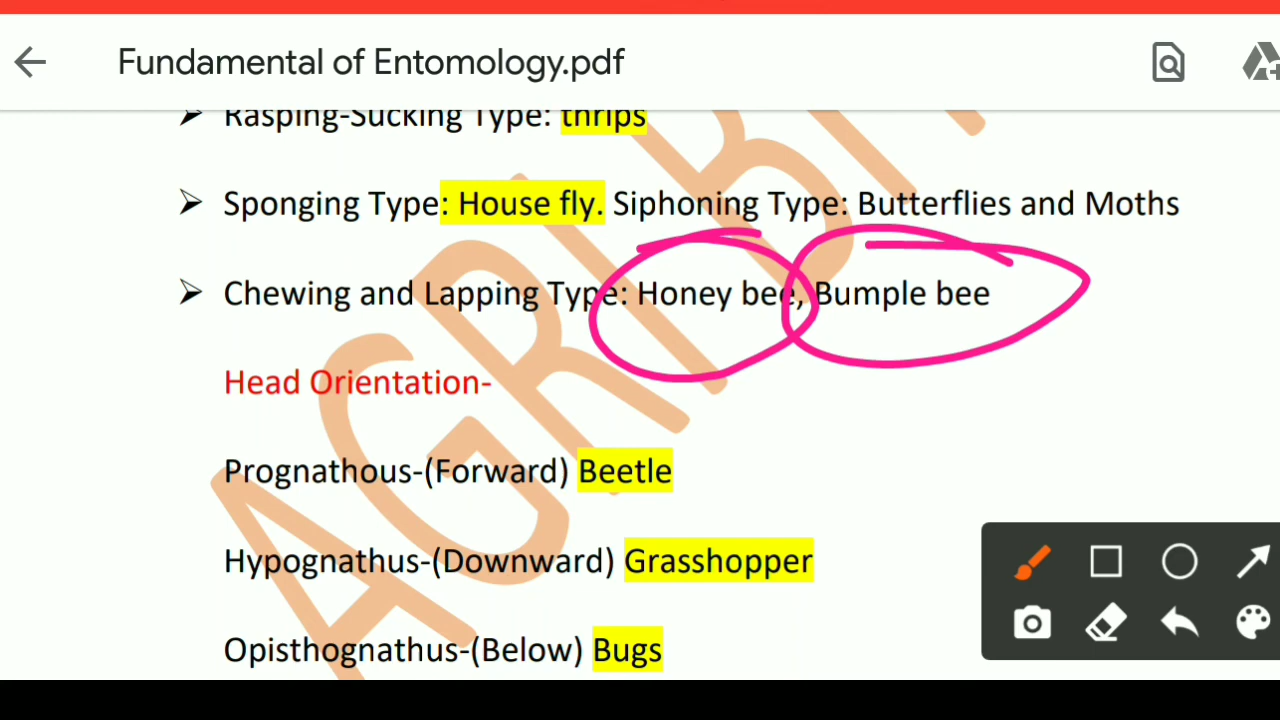 Fundamental of Entomology.pdf
Rasping-Sucking Type: thrips
Sponging Type: House fly. Siphoning Type: Butterflies and Moths
Chewing and Lapping Type: Honey bee, Bumple bee
Head Orientation-
Prognathous-(Forward) Beetle
Hypognathus-(Downward) Grasshopper
Opisthognathus-(Below) Bugs
AGRI BI